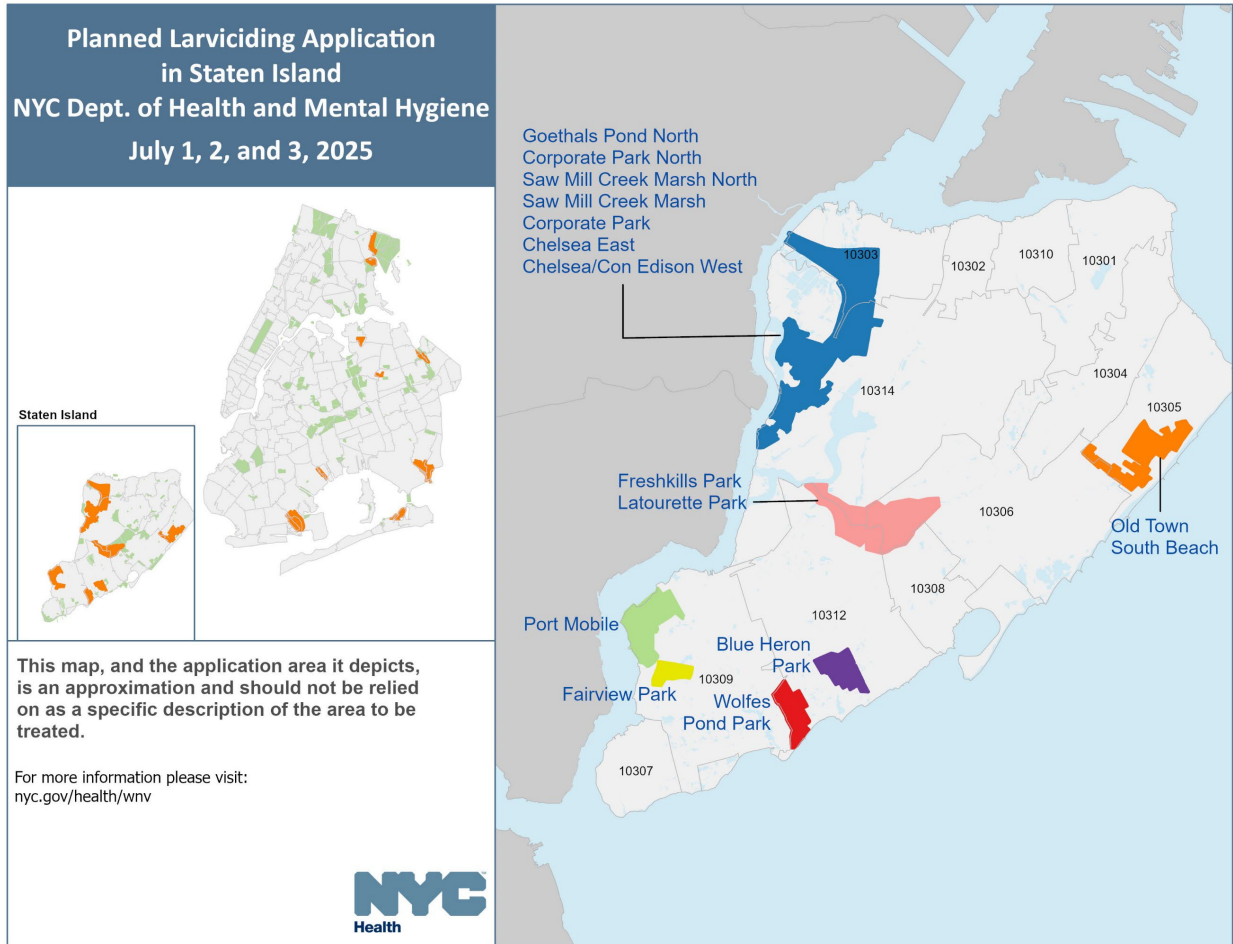 Planned Larviciding Application
in Staten Island
NYC Dept. of Health and Mental Hygiene
July 1, 2, and 3, 2025
Staten Island
This map, and the application area it depicts,
is an approximation and should not be relied
on as a specific description of the area to be
treated.
For more information please visit:
nyc.gov/health/wnv
NYC
Health
Goethals Pond North
Corporate Park North
Saw Mill Creek Marsh North
Saw Mill Creek Marsh
Corporate Park
Chelsea East
Chelsea/Con Edison West
10303
10302
10310
10301
10314
10304
10305
Freshkills Park
Latourette Park
10306
Old Town
South Beach
10308
10312
Port Mobile
Blue Heron
Park
Fairview Park
10309
Wolfes
Pond Park
10307